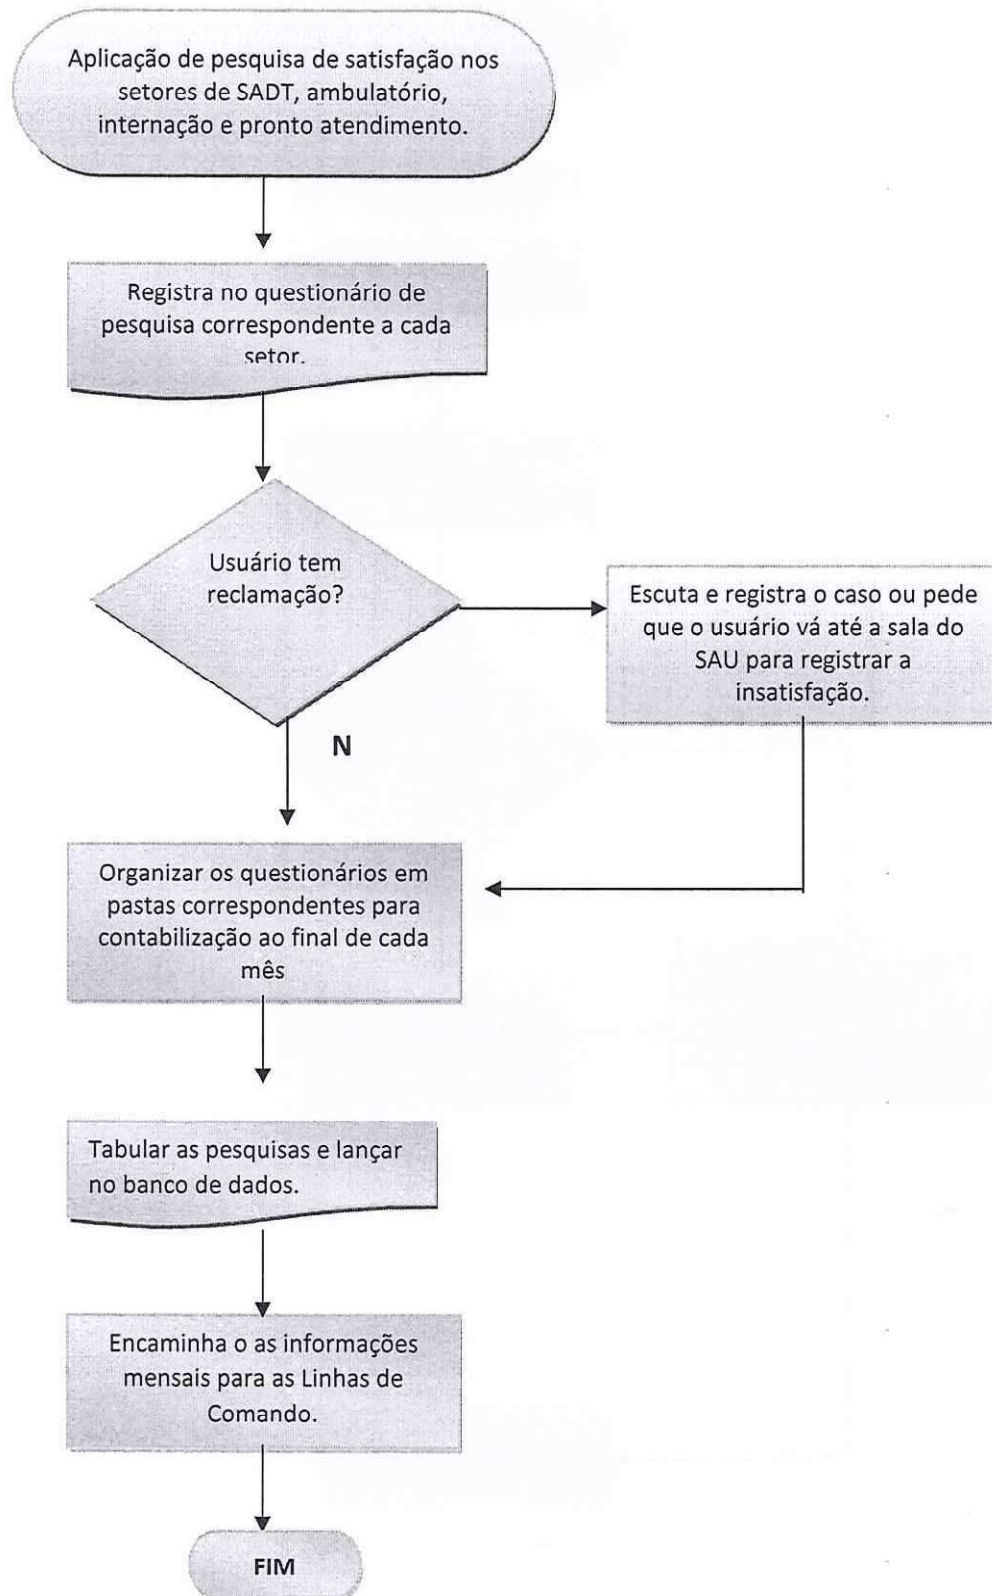 Aplicação de pesquisa de satisfação nos
setores de SADT, ambulatório,
internação e pronto atendimento.
Registra no questionário de
pesquisa correspondente a cada
setor.
Usuário tem
reclamação?
Escuta e registra o caso ou pede
que o usuário vá até a sala do
SAU para registrar a
insatisfação.
N
Organizar os questionários em
pastas correspondentes para
contabilização ao final de cada
mês
Tabular as pesquisas e lançar
no banco de dados.
Encaminha o as informações
mensais para as Linhas de
Comando.
FIM